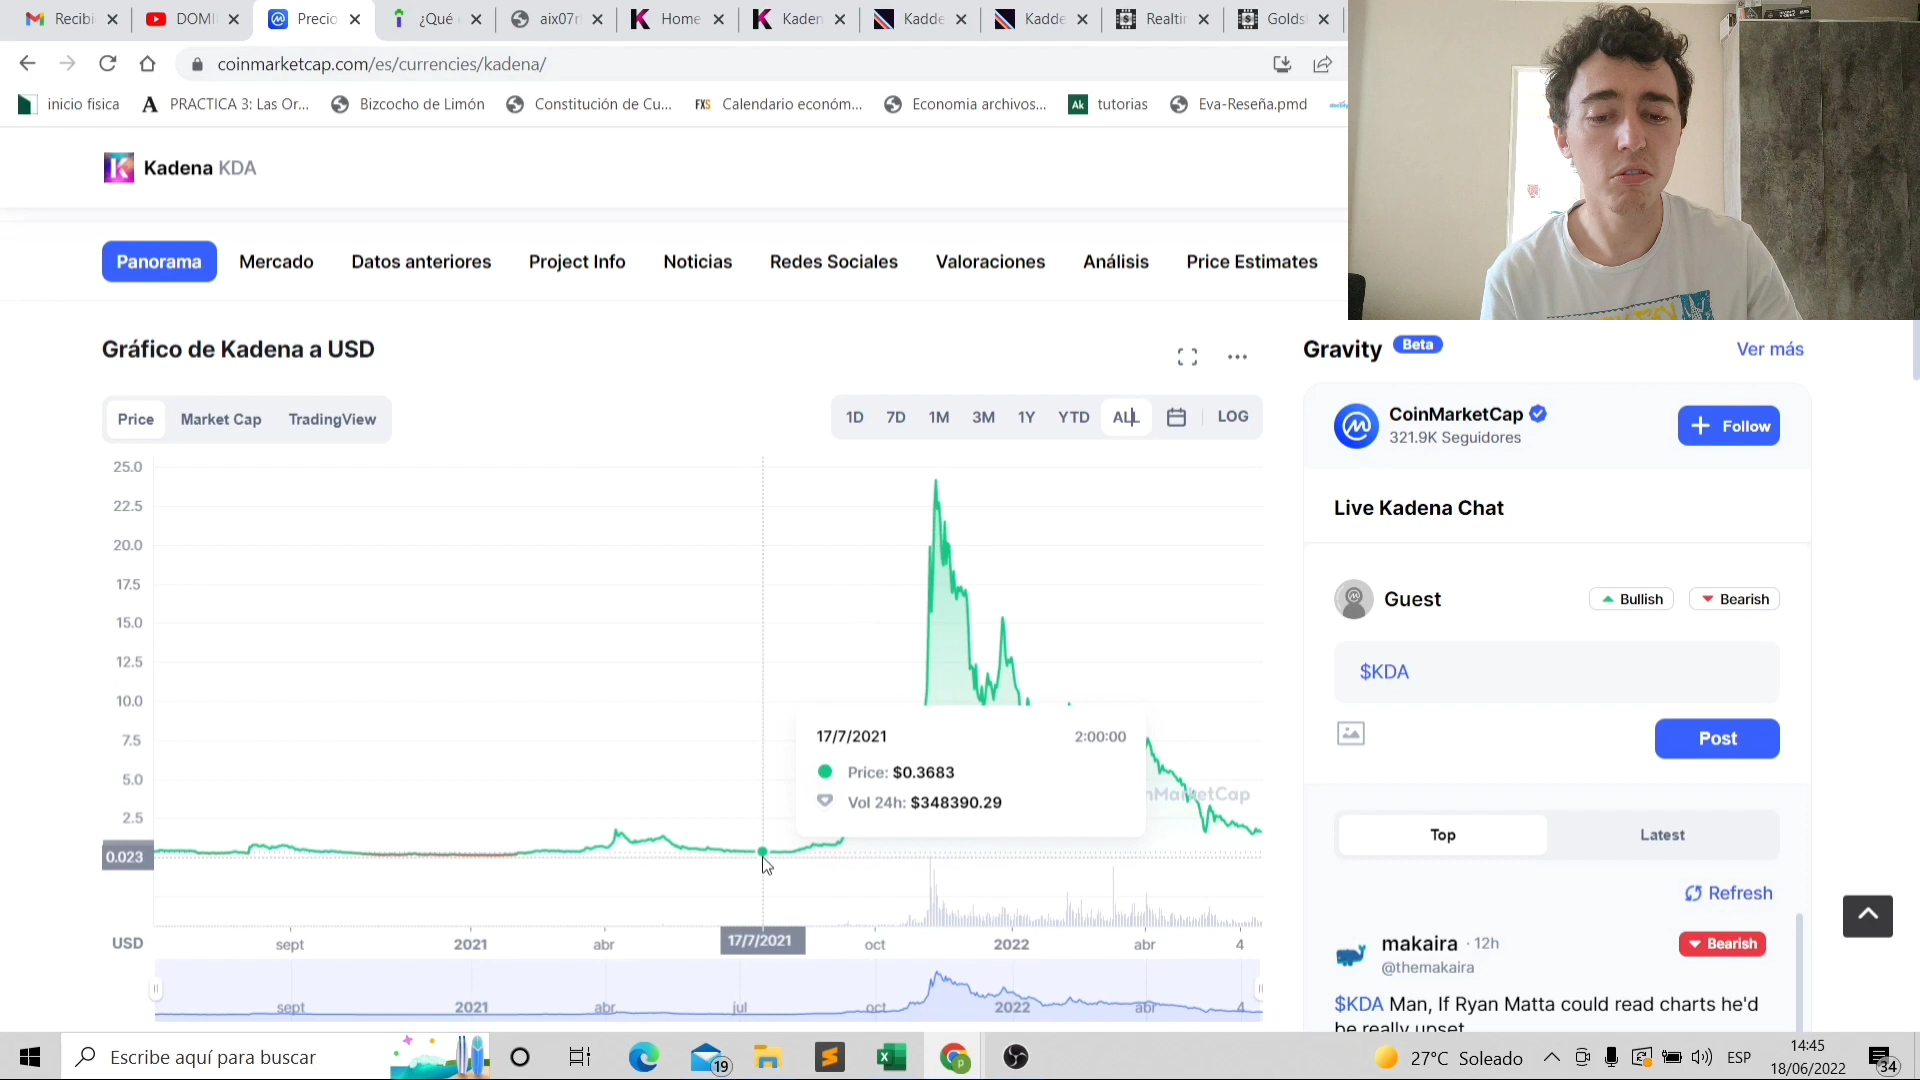 Recibi
DOMI
Precio
¿Qué
aix07r
Home
Kaden
Kadde
Kadde
Realti
Golds
coinmarketcap.com/es/currencies/kadena/
inicio fisica
PRACTICA 3: Las Or...
Bizcocho de Limón
Constitución de Cu...
FXS Calendario económ...
Economia archivos...
Ak tutorias
Eva-Reseña.pmd
Kadena KDA
Panorama
Mercado
Datos anteriores
Project Info
Noticias
Redes Sociales
Valoraciones
Análisis
Price Estimates
Gráfico de Kadena a USD
Price
Market Cap
TradingView
1D
7D
1M
3M
1Y
YTD
ALL
LOG
25.0
22.5
20.0
17.5
15.0
12.5
10.0
7.5
5.0
2.5
0.023
17/7/2021 2:00:00
Price: $0.3683
Vol 24h: $348390.29
nMarketCap
USD
sept
2021
abr
17/7/2021
oct
2022
abr
4
sept
2021
abr
jul
oct
2022
abr
4
Gravity Beta
Ver más
CoinMarketCap
321.9K Seguidores
+ Follow
Live Kadena Chat
Guest
Bullish
Bearish
$KDA
Post
Top
Latest
Refresh
makaira · 12h
@themakaira
Bearish
$KDA Man, If Ryan Matta could read charts he'd
be really upset
Escribe aquí para buscar
19
27°C Soleado
ESP
14:45
18/06/2022
34